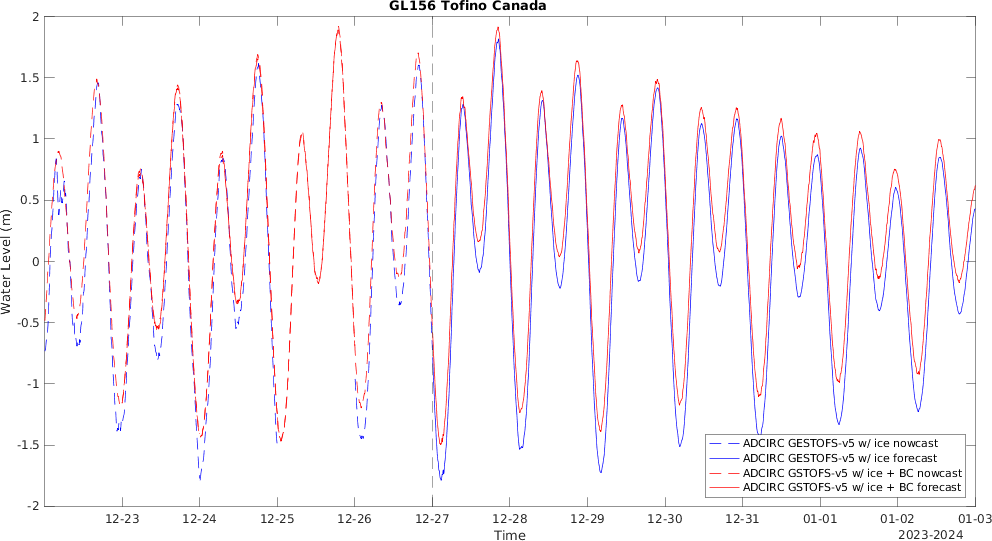 GL156 Tofino Canada
2
1.5
1
0.5
0
-0.5
-1
-1.5
-2
Water Level (m)
ADCIRC GESTOFS-v5 w/ ice nowcast
ADCIRC GESTOFS-v5 w/ ice forecast
ADCIRC GSTOFS-v5 w/ ice + BC nowcast
ADCIRC GSTOFS-v5 w/ ice + BC forecast
12-23 12-24 12-25 12-26 12-27 12-28 12-29 12-30 12-31 01-01 01-02 01-03
Time
2023-2024